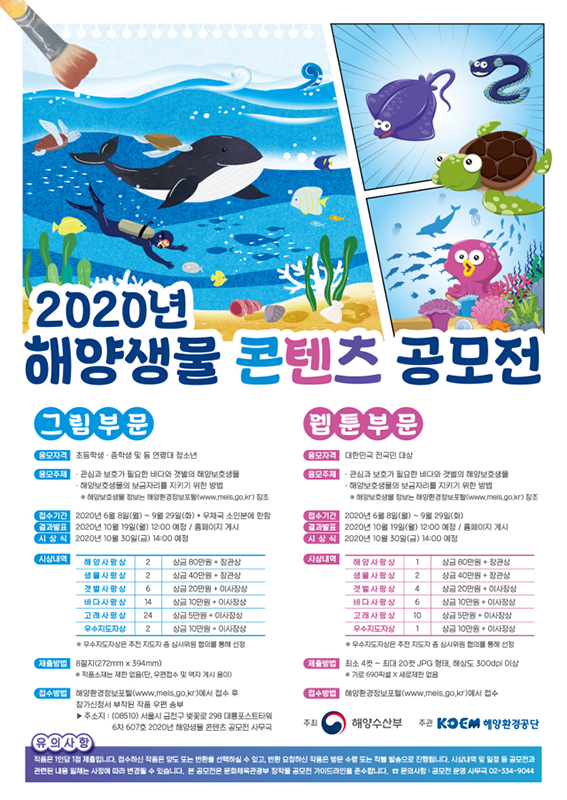 2020년
해양생물 콘텐츠 공모전
그림부문
응모자격 초등학생·중학생 및 동 연령대 청소년
응모주제 · 관심과 보호가 필요한 바다와 갯벌의 해양보호생물
· 해양보호생물의 보금자리를 지키기 위한 방법
※ 해양보호생물 정보는 해양환경정보포털(www.meis.go.kr) 참조
접수기간 2020년 6월 8일(월) ~ 9월 29일(화) * 우체국 소인분에 한함
결과발표 2020년 10월 19일(월) 12:00 예정 / 홈페이지 게시
시 상 식 2020년 10월 30일(금) 14:00 예정
시상내역
해양사랑상 2 상금 80만원 + 장관상
생물사랑상 2 상금 40만원 + 장관상
갯벌사랑상 6 상금 20만원 + 이사장상
바다사랑상 14 상금 10만원 + 이사장상
고래사랑상 24 상금 5만원 + 이사장상
우수지도자상 2 상금 10만원 + 이사장상
※ 우수지도자상은 추천 지도자 중 심사위원 협의를 통해 선정
제출방법 8절지(272mm x 394mm)
※ 작품소재는 제한 없음(단, 우편접수 및 액자 게시 용이)
접수방법 해양환경정보포털(www.meis.go.kr)에서 접수 후
참가신청서 부착된 작품 우편 송부
▶ 주소지 : (08510) 서울시 금천구 벚꽃로 298 대륭포스트타워
6차 607호 2020년 해양생물 콘텐츠 공모전 사무국
웹툰부문
응모자격 대한민국 전국민 대상
응모주제 · 관심과 보호가 필요한 바다와 갯벌의 해양보호생물
· 해양보호생물의 보금자리를 지키기 위한 방법
※ 해양보호생물 정보는 해양환경정보포털(www.meis.go.kr) 참조
접수기간 2020년 6월 8일(월) ~ 9월 29일(화)
결과발표 2020년 10월 19일(월) 12:00 예정 / 홈페이지 게시
시 상 식 2020년 10월 30일(금) 14:00 예정
시상내역
해양사랑상 1 상금 80만원 + 장관상
생물사랑상 2 상금 40만원 + 장관상
갯벌사랑상 4 상금 20만원 + 이사장상
바다사랑상 6 상금 10만원 + 이사장상
고래사랑상 10 상금 5만원 + 이사장상
우수지도자상 1 상금 10만원 + 이사장상
※ 우수지도자상은 추천 지도자 중 심사위원 협의를 통해 선정
제출방법 최소 4컷 ~ 최대 20컷 JPG 형태, 해상도 300dpi 이상
※ 가로 690픽셀 X 세로제한 없음
접수방법 해양환경정보포털(www.meis.go.kr)에서 접수
주최 해양수산부 주관 KOEM 해양환경공단
유의사항
작품은 1인당 1점 제출입니다. 접수하신 작품은 양도 또는 반환을 선택하실 수 있고, 반환 요청하신 작품은 방문 수령 또는 착불 발송으로 진행됩니다. 시상내역 및 일정 등 공모전과
관련된 내용 일체는 사정에 따라 변경될 수 있습니다. 본 공모전은 문화체육관광부 창작물 공모전 가이드라인을 준수합니다. ☎ 문의사항 : 공모전 운영 사무국 02-334-9044